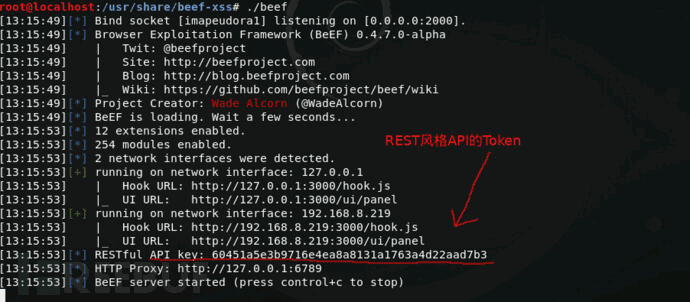 root@localhost:/usr/share/beef-xss# ./beef
[13:15:49][*] Bind socket [imapeudora1] listening on [0.0.0.0:2000].
[13:15:49][*] Browser Exploitation Framework (BeEF) 0.4.7.0-alpha
[13:15:49]    |   Twit: @beefproject
[13:15:49]    |   Site: http://beefproject.com
[13:15:49]    |   Blog: http://blog.beefproject.com
[13:15:49]    |_  Wiki: https://github.com/beefproject/beef/wiki
[13:15:49][*] Project Creator: Wade Alcorn (@WadeAlcorn)
[13:15:49][*] BeEF is loading. Wait a few seconds...
[13:15:53][*] 12 extensions enabled.
[13:15:53][*] 254 modules enabled.
[13:15:53][*] 2 network interfaces were detected.
[13:15:53][+] running on network interface: 127.0.0.1
[13:15:53]    |   Hook URL: http://127.0.0.1:3000/hook.js
[13:15:53]    |_  UI URL:   http://127.0.0.1:3000/ui/panel
[13:15:53][+] running on network interface: 192.168.8.219
[13:15:53]    |   Hook URL: http://192.168.8.219:3000/hook.js
[13:15:53]    |_  UI URL:   http://192.168.8.219:3000/ui/panel
[13:15:53][*] RESTful API key: 60451a5e3b9716e4ea8a8131a1763a4d22aad7b3
[13:15:53][*] HTTP Proxy: http://127.0.0.1:6789
[13:15:53][*] BeEF server started (press control+c to stop)
REST风格API的Token